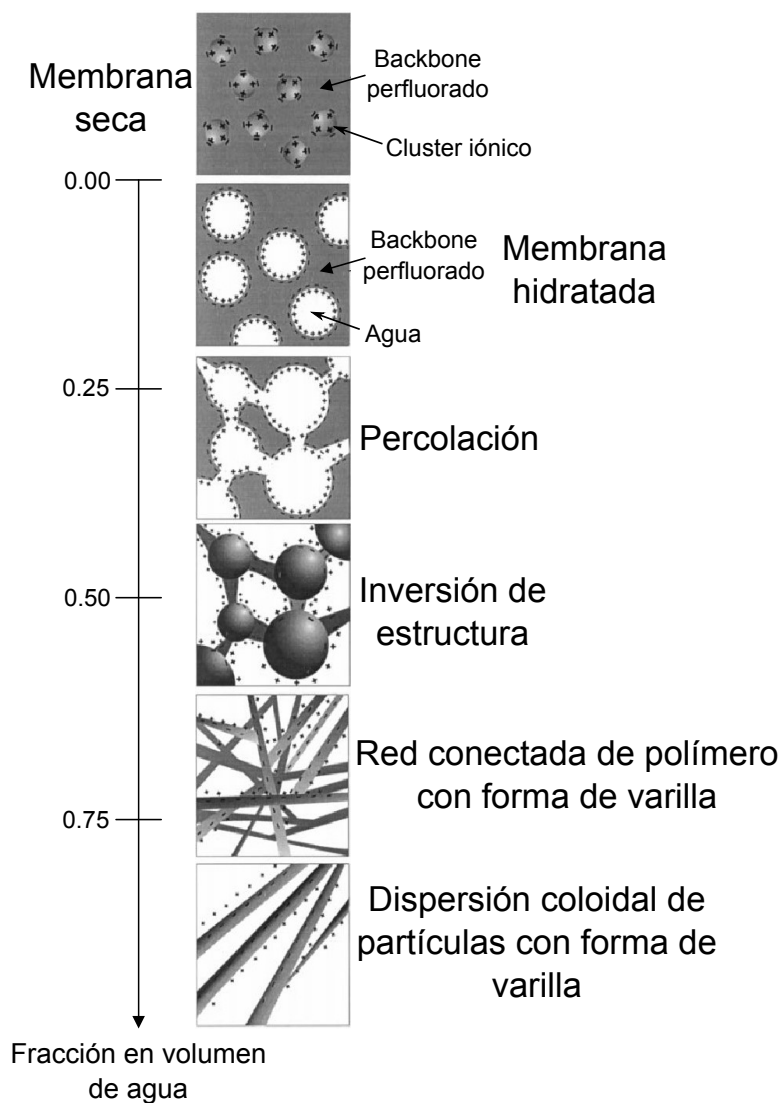 Membrana
seca
Backbone
perfluorado
Cluster iónico
0.00
Backbone
perfluorado
Membrana
hidratada
Agua
0.25
Percolación
0.50
Inversión de
estructura
Red conectada de polímero
con forma de varilla
0.75
Dispersión coloidal de
partículas con forma de
varilla
Fracción en volumen
de agua